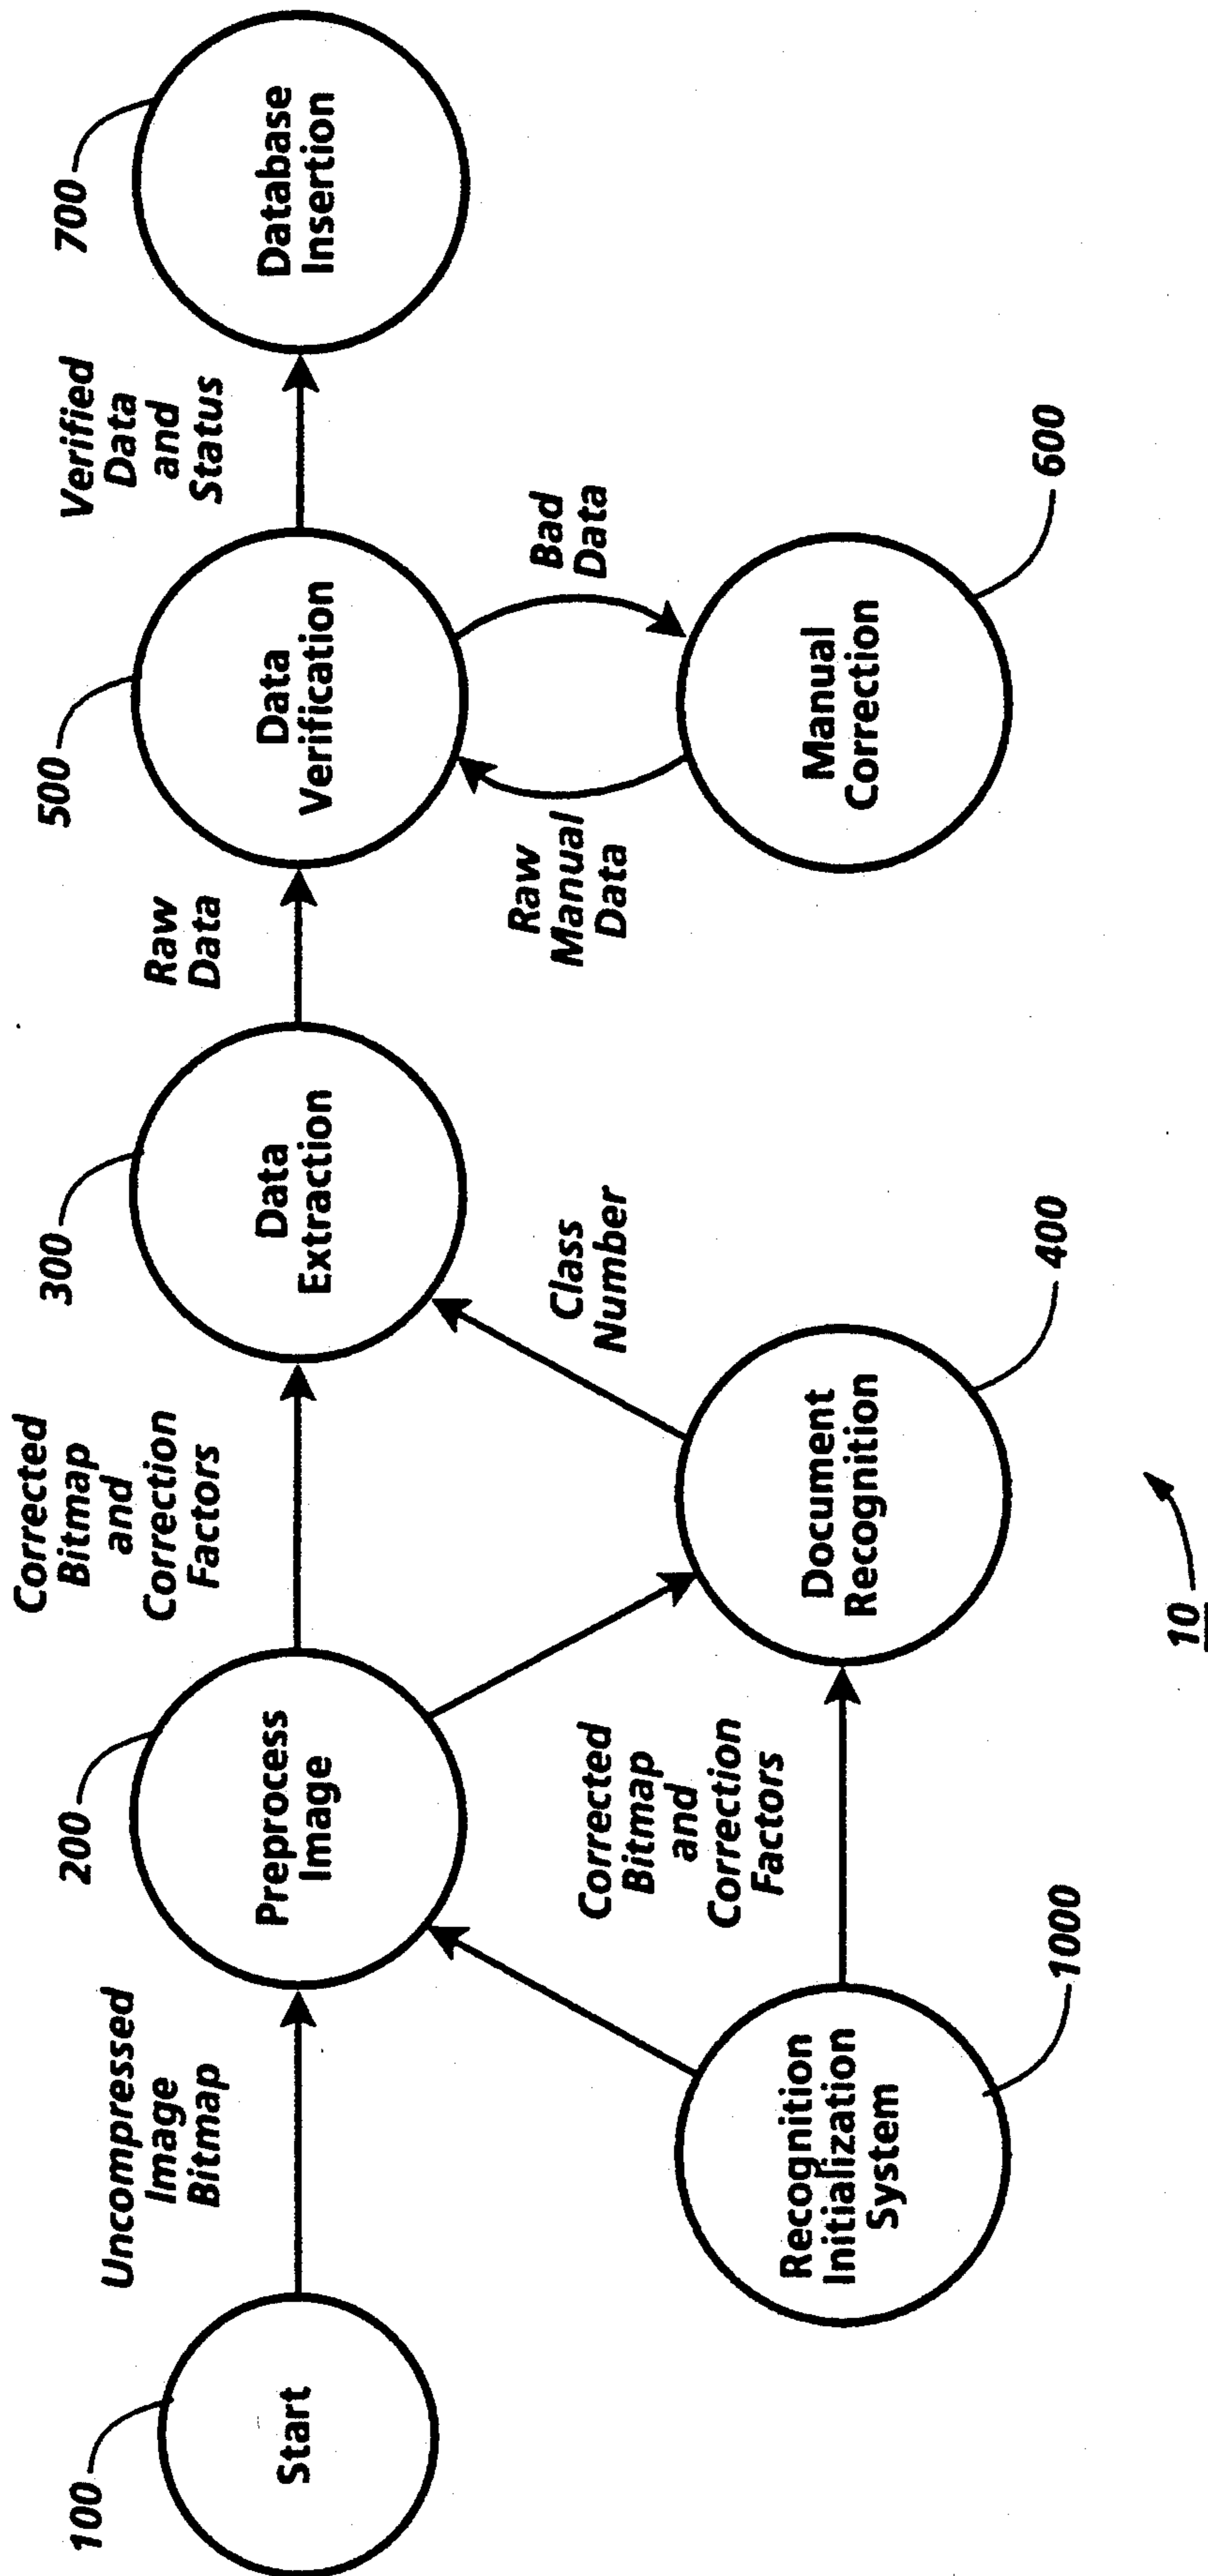 100
Start
Uncompressed
Image
Bitmap
200
Preprocess
Image
Corrected
Bitmap
and
Correction
Factors
300
Data
Extraction
Raw
Data
500
Data
Verification
Verified
Data
and
Status
700
Database
Insertion
Recognition
Initialization
System
1000
Corrected
Bitmap
and
Correction
Factors
Document
Recognition
400
Class
Number
Raw
Manual
Data
Bad
Data
Manual
Correction
600
10